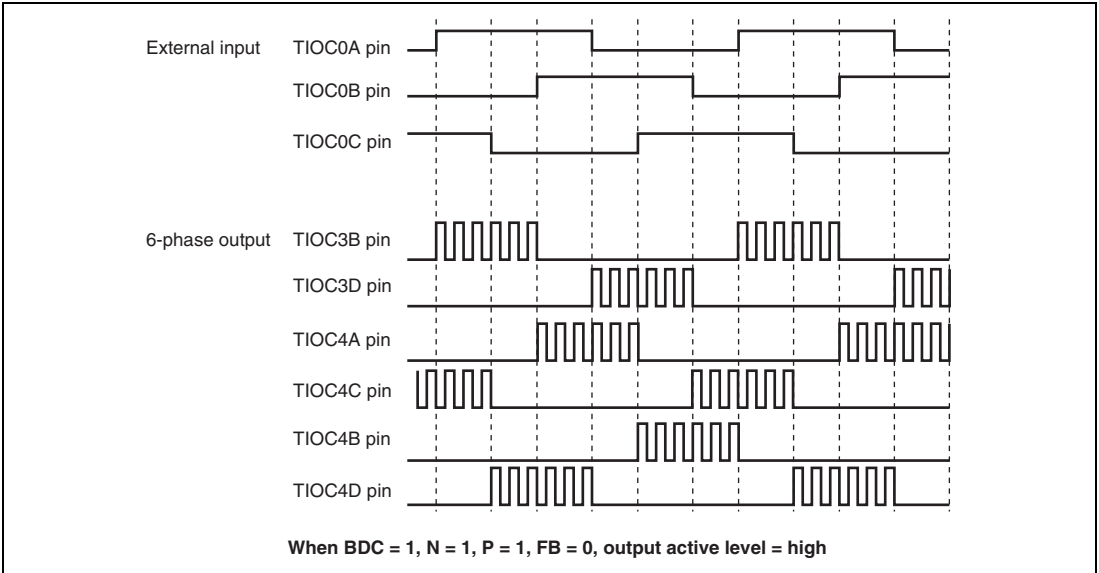 External input TIOC0A pin
TIOC0B pin
TIOC0C pin
6-phase output TIOC3B pin
TIOC3D pin
TIOC4A pin
TIOC4C pin
TIOC4B pin
TIOC4D pin
When BDC = 1, N = 1, P = 1, FB = 0, output active level = high